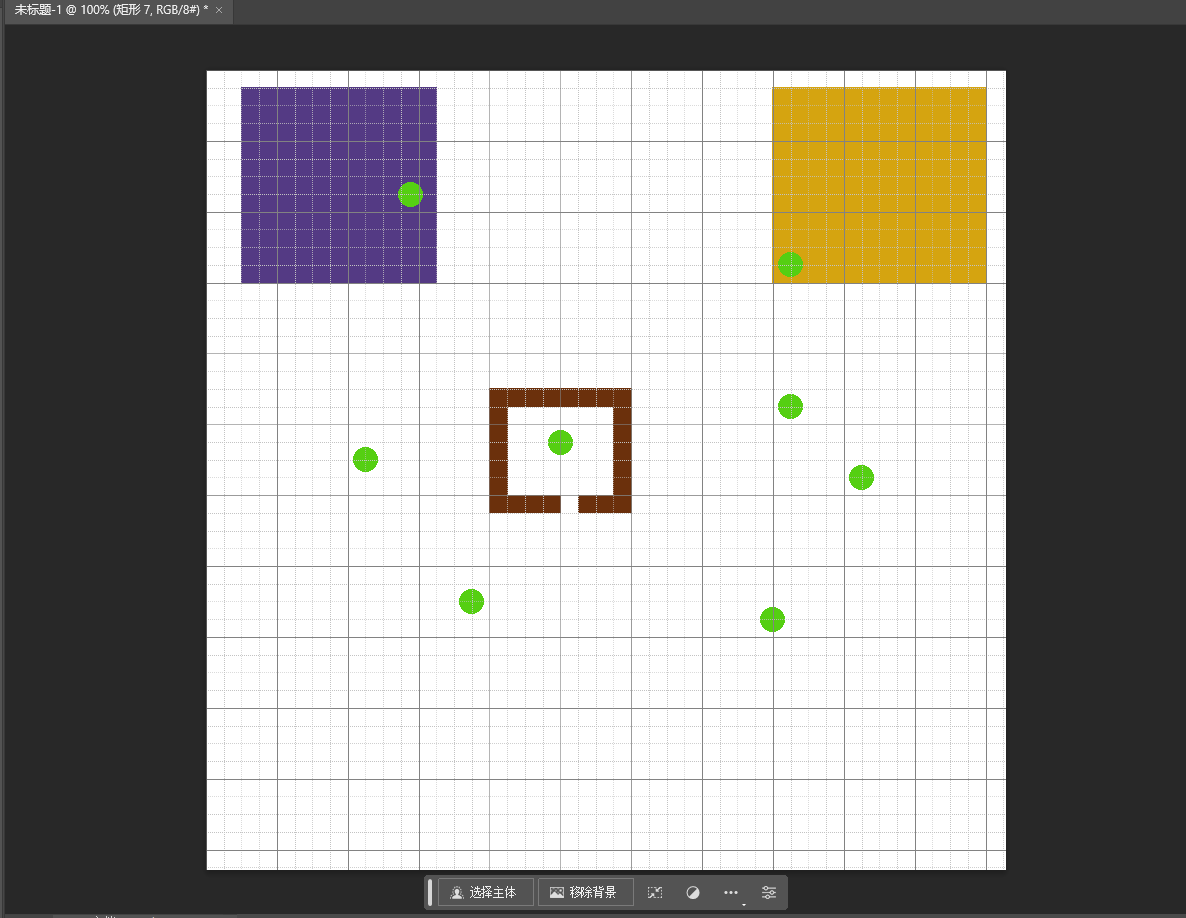 未标题-1 @ 100% (矩形 7, RGB/8#) * ×
选择主体 移除背景